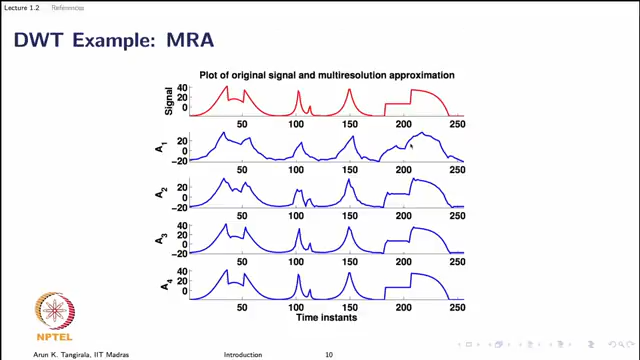 Lecture 1.2 References
DWT Example: MRA
Plot of original signal and multiresolution approximation
Signal
40
20
0
50 100 150 200 250
A1
20
0
−20
50 100 150 200 250
A2
20
0
−20
50 100 150 200 250
A3
40
20
0
−20
50 100 150 200 250
A4
40
20
0
50 100 150 200 250
Time instants
NPTEL
Arun K. Tangirala, IIT Madras Introduction 10